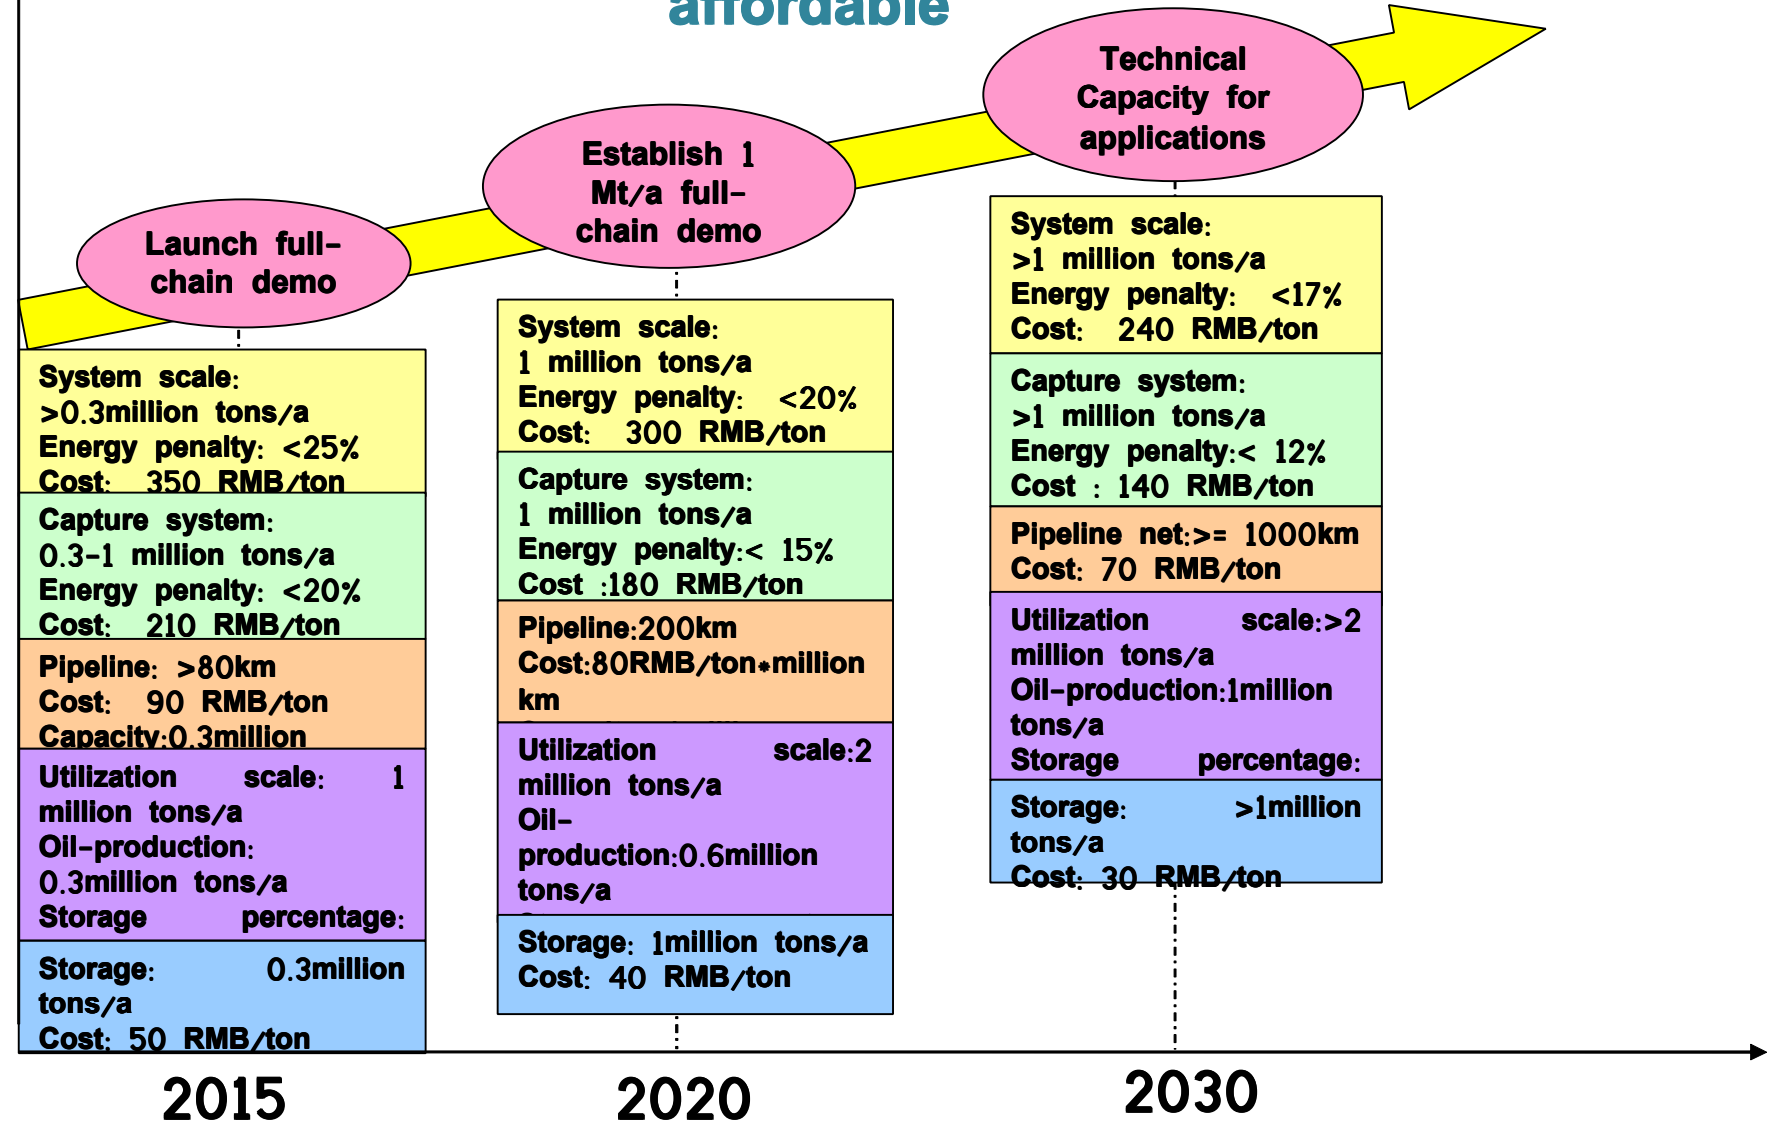 affordable
Launch full-
chain demo
Establish 1
Mt/a full-
chain demo
Technical
Capacity for
applications
System scale:
>0.3million tons/a
Energy penalty: <25%
Cost: 350 RMB/ton
Capture system:
0.3-1 million tons/a
Energy penalty: <20%
Cost: 210 RMB/ton
Pipeline: >80km
Cost: 90 RMB/ton
Capacity:0.3million
Utilization scale: 1
million tons/a
Oil-production:
0.3million tons/a
Storage percentage:
Storage: 0.3million
tons/a
Cost: 50 RMB/ton
System scale:
1 million tons/a
Energy penalty: <20%
Cost: 300 RMB/ton
Capture system:
1 million tons/a
Energy penalty:< 15%
Cost :180 RMB/ton
Pipeline:200km
Cost:80RMB/ton*million
km
Utilization scale:2
million tons/a
Oil-
production:0.6million
tons/a
Storage: 1million tons/a
Cost: 40 RMB/ton
System scale:
>1 million tons/a
Energy penalty: <17%
Cost: 240 RMB/ton
Capture system:
>1 million tons/a
Energy penalty:< 12%
Cost : 140 RMB/ton
Pipeline net:>= 1000km
Cost: 70 RMB/ton
Utilization scale:>2
million tons/a
Oil-production:1million
tons/a
Storage percentage:
Storage: >1million
tons/a
Cost: 30 RMB/ton
2015
2020
2030